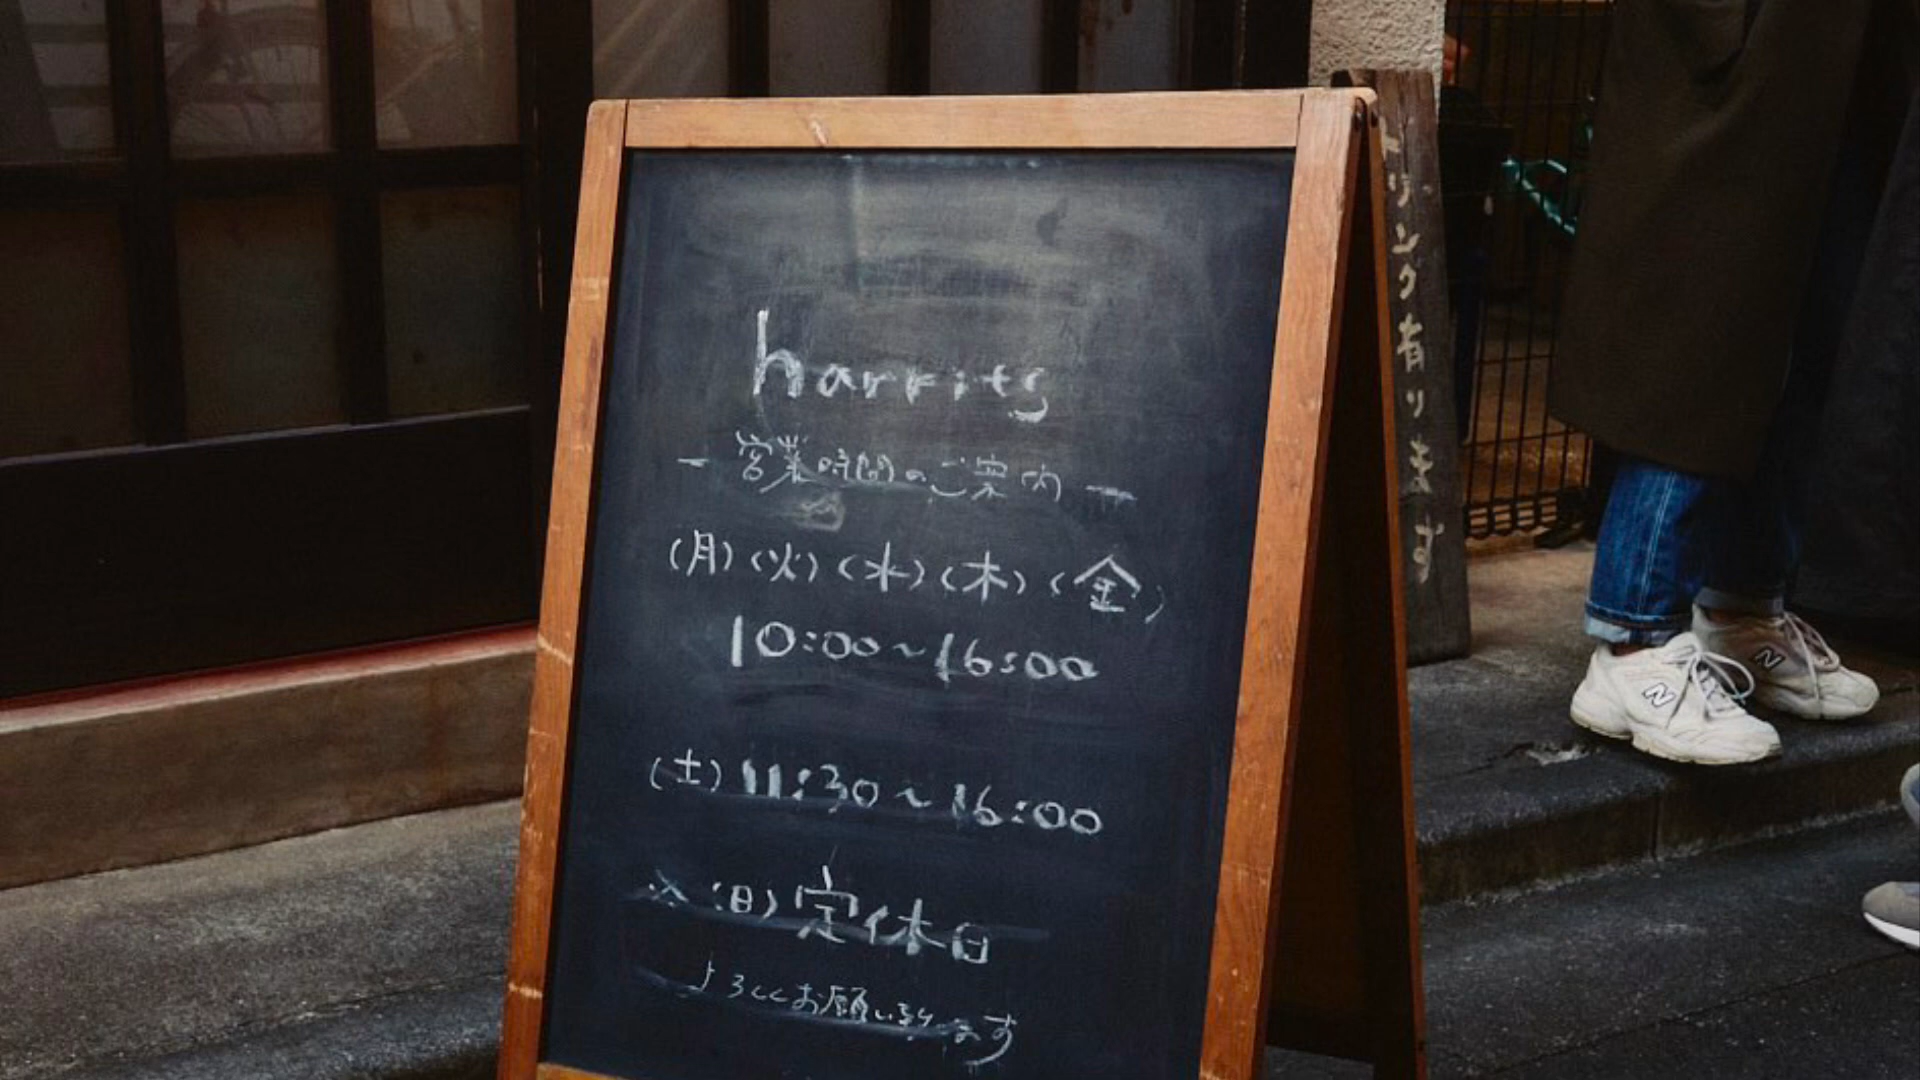 harrits
ー 営業時間のご案内 ー
(月)(火)(水)(木)(金)
10:00~16:00
(土) 11:30~16:00
(日) 定休日
よろしくお願い致します
ドリンク有ります
N
N